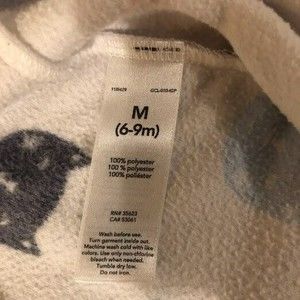 M
(6-9m)
100% polyester
100% polyester
100% poliéster
RN# 35623
CA# 53061
Wash before use.
Turn garment inside out.
Machine wash cold with like
colors. Use only non-chlorine
bleach when needed.
Tumble dry low.
Do not iron.